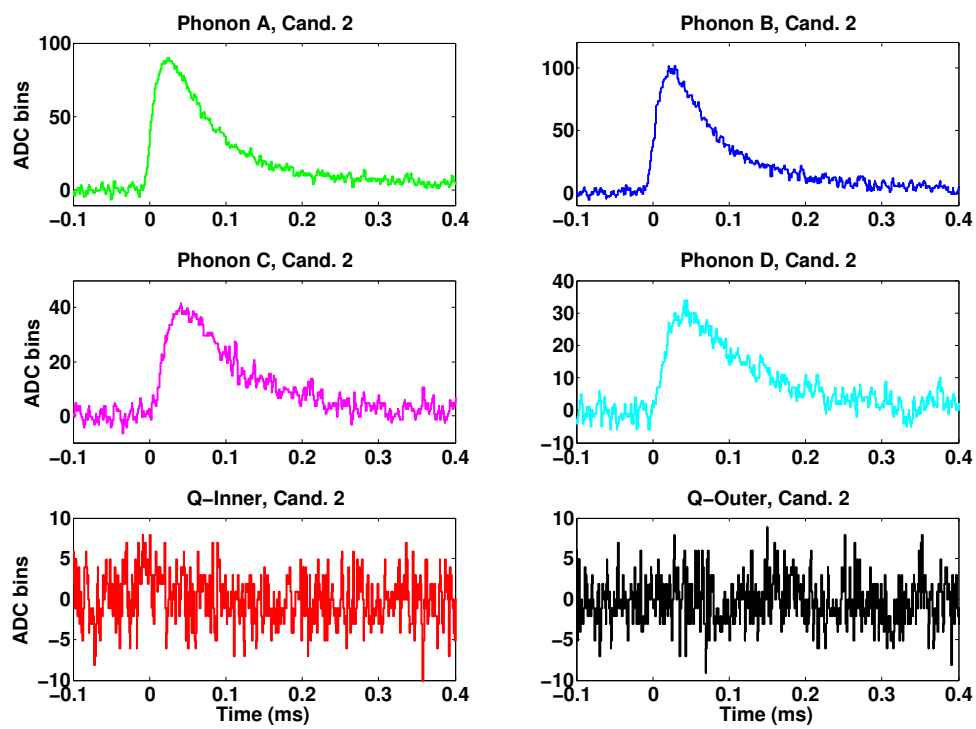 Phonon A, Cand. 2
ADC bins
100
50
0
−0.1 0 0.1 0.2 0.3 0.4
Phonon B, Cand. 2
100
50
0
−0.1 0 0.1 0.2 0.3 0.4
Phonon C, Cand. 2
ADC bins
40
20
0
−0.1 0 0.1 0.2 0.3 0.4
Phonon D, Cand. 2
40
30
20
10
0
−10
−0.1 0 0.1 0.2 0.3 0.4
Q−Inner, Cand. 2
ADC bins
10
5
0
−5
−10
−0.1 0 0.1 0.2 0.3 0.4
Time (ms)
Q−Outer, Cand. 2
10
5
0
−5
−10
−0.1 0 0.1 0.2 0.3 0.4
Time (ms)